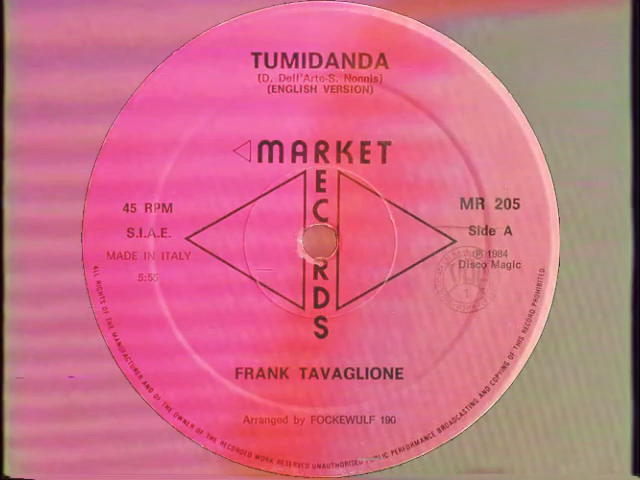 TUMIDANDA
(D. Dell'Arte-S. Nonnis)
(ENGLISH VERSION)
MARKET
RECORDS
45 RPM
S.I.A.E.
MADE IN ITALY
5:55
MR 205
Side A
℗ 1984
Disco Magic
FRANK TAVAGLIONE
Arranged by FOCKEWULF 190
ALL RIGHTS OF THE MANUFACTURER AND OF THE OWNER OF THE RECORDED WORK RESERVED UNAUTHORISED PUBLIC PERFORMANCE BROADCASTING AND COPYING OF THIS RECORD PROHIBITED